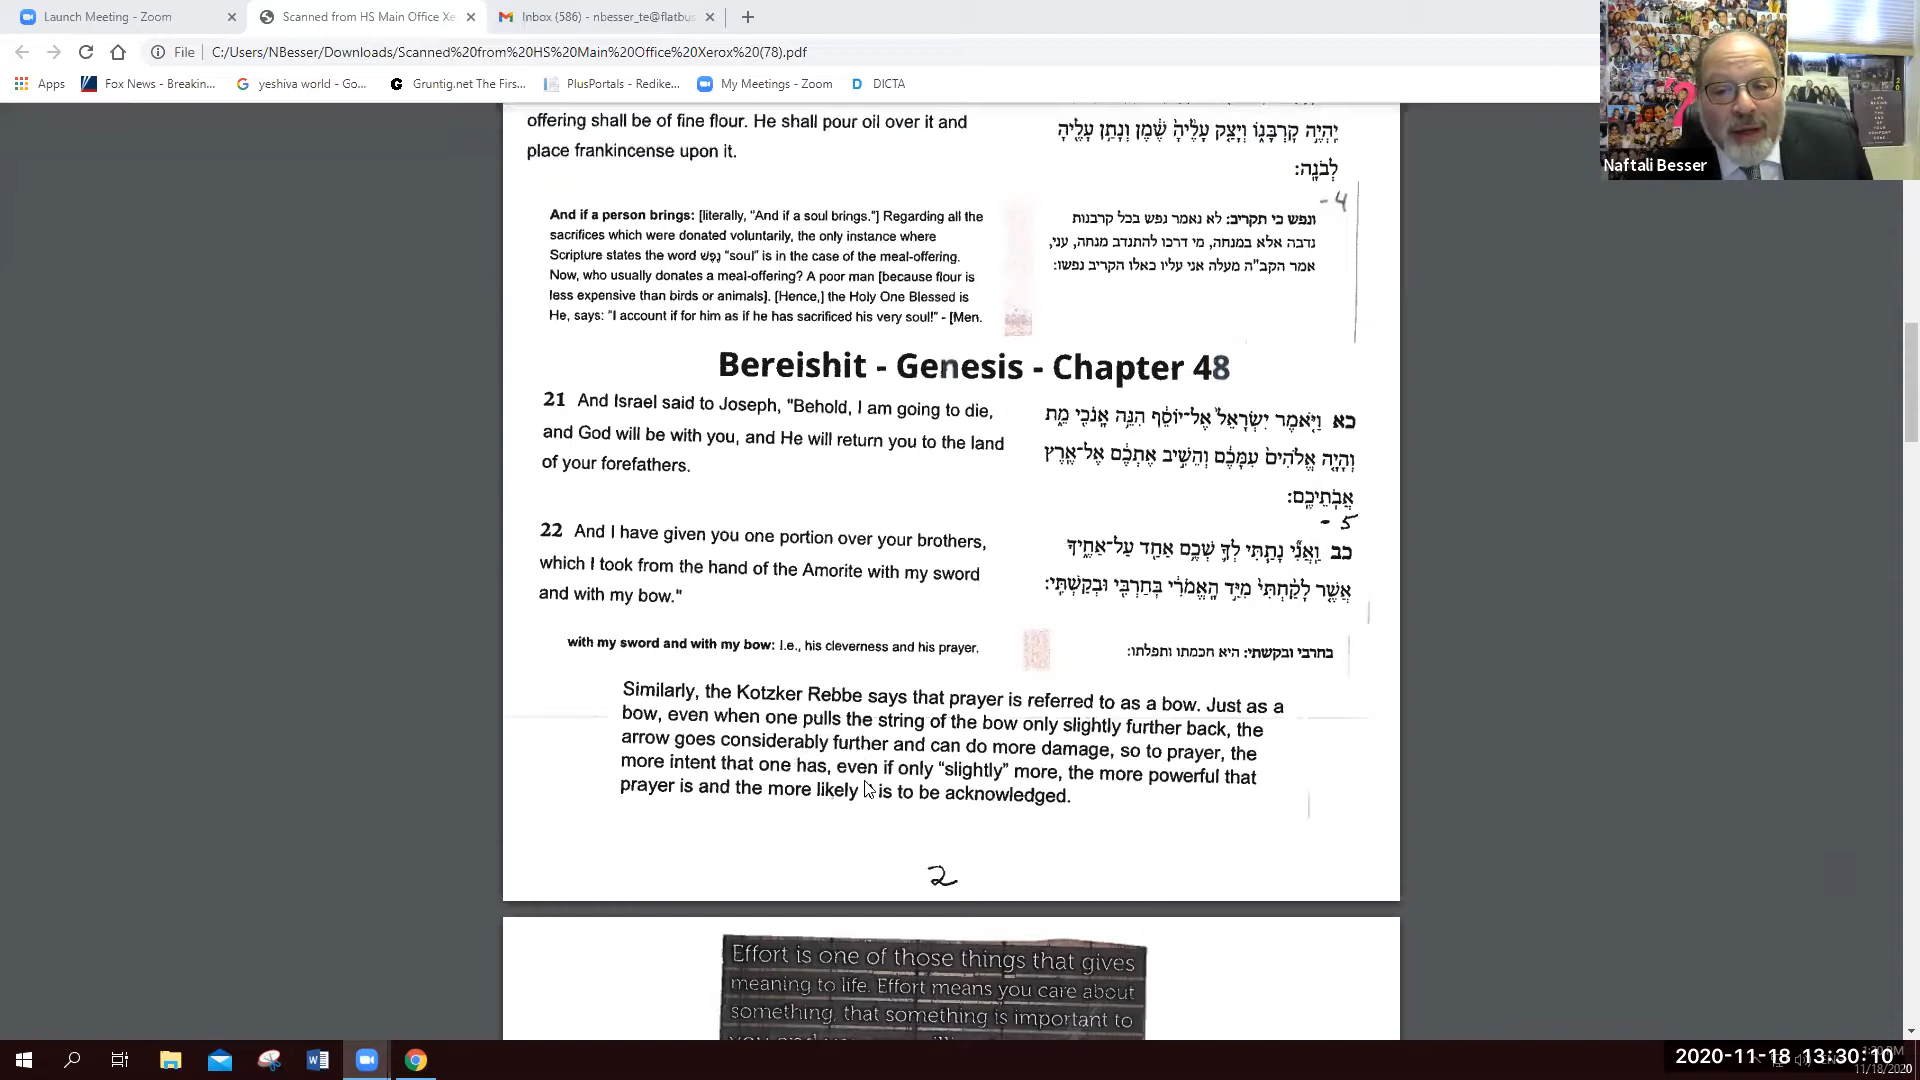 Launch Meeting - Zoom
Scanned from HS Main Office Xe
Inbox (586) - nbesser_te@flatbus
File
C:/Users/NBesser/Downloads/Scanned%20from%20HS%20Main%20Office%20Xerox%20(78).pdf
Apps
Fox News - Breakin...
yeshiva world - Go...
Gruntig.net The Firs...
PlusPortals - Redike...
My Meetings - Zoom
DICTA
Naftali Besser
offering shall be of fine flour. He shall pour oil over it and
place frankincense upon it.
יִֽהְיֶ֣ה קָרְבָּנ֑וֹ וְיָצַ֤ק עָלֶ֙יהָ֙ שֶׁ֔מֶן וְנָתַ֥ן עָלֶ֖יהָ
לְבֹנָֽה:
-4
And if a person brings: [literally, "And if a soul brings."] Regarding all the
sacrifices which were donated voluntarily, the only instance where
Scripture states the word נֶפֶשׁ "soul" is in the case of the meal-offering.
Now, who usually donates a meal-offering? A poor man [because flour is
less expensive than birds or animals]. [Hence,] the Holy One Blessed is
He, says: "I account if for him as if he has sacrificed his very soul!" - [Men.
ונפש כי תקריב: לא נאמר נפש בכל קרבנות
נדבה אלא במנחה, מי דרכו להתנדב מנחה, עני,
אמר הקב"ה מעלה אני עליו כאלו הקריב נפשו:
Bereishit - Genesis - Chapter 48
21 And Israel said to Joseph, "Behold, I am going to die,
and God will be with you, and He will return you to the land
of your forefathers.
כא וַיֹּ֤אמֶר יִשְׂרָאֵל֙ אֶל־יוֹסֵ֔ף הִנֵּ֥ה אָֽנֹכִ֖י מֵ֑ת
וְהָיָ֤ה אֱלֹהִים֙ עִמָּכֶ֔ם וְהֵשִׁ֣יב אֶתְכֶ֔ם אֶל־אֶ֖רֶץ
אֲבֹֽתֵיכֶֽם:
- 5
22 And I have given you one portion over your brothers,
which I took from the hand of the Amorite with my sword
and with my bow."
כב וַֽאֲנִ֞י נָתַ֧תִּי לְךָ֛ שְׁכֶ֥ם אַחַ֖ד עַל־אַחֶ֑יךָ
אֲשֶׁ֤ר לָקַ֙חְתִּי֙ מִיַּ֣ד הָֽאֱמֹרִ֔י בְּחַרְבִּ֖י וּבְקַשְׁתִּֽי:
with my sword and with my bow: I.e., his cleverness and his prayer.
בחרבי ובקשתי: היא חכמתו ותפלתו:
Similarly, the Kotzker Rebbe says that prayer is referred to as a bow. Just as a
bow, even when one pulls the string of the bow only slightly further back, the
arrow goes considerably further and can do more damage, so to prayer, the
more intent that one has, even if only "slightly" more, the more powerful that
prayer is and the more likely is to be acknowledged.
2
Effort is one of those things that gives
meaning to life. Effort means you care about
something, that something is important to
2020-11-18 13:30:10
11/18/2020